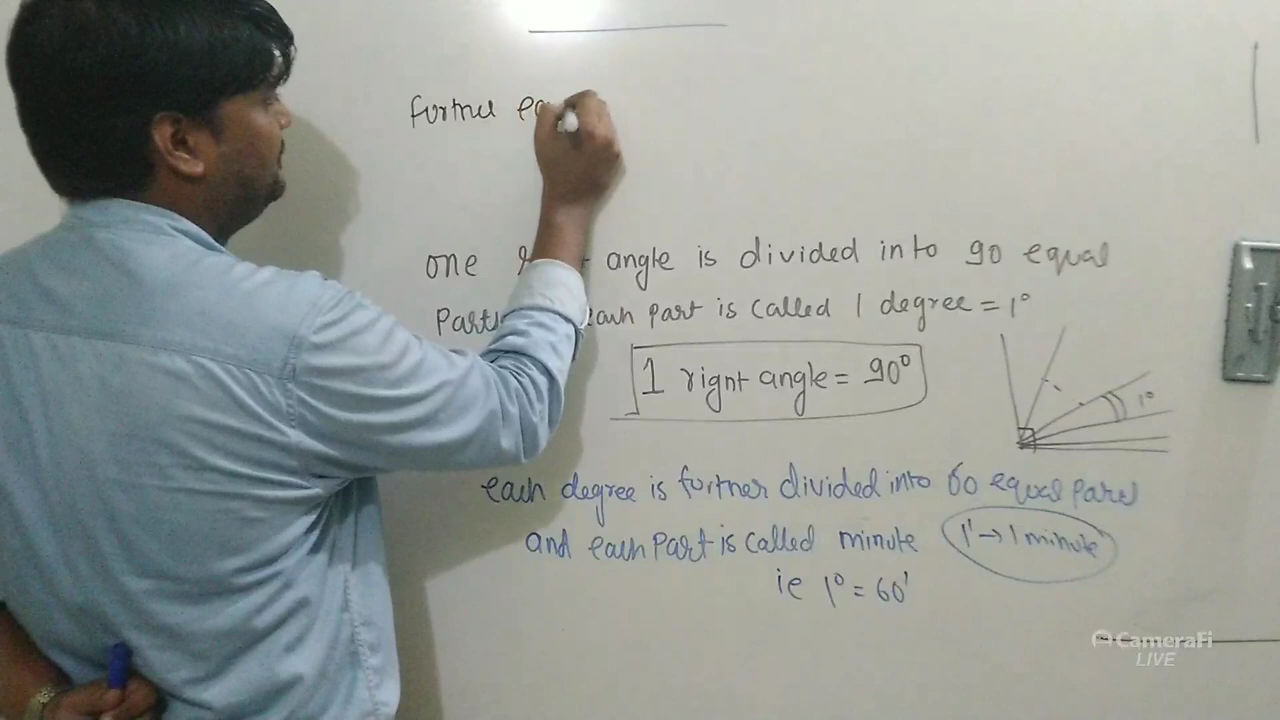 further ea
one angle is divided into 90 equal
Part each part is called 1 degree = 1°
1 right angle = 90°
1°
each degree is further divided into 60 equal parts
and each part is called minute 1' → 1 minute
ie 1° = 60'
CameraFi
LIVE